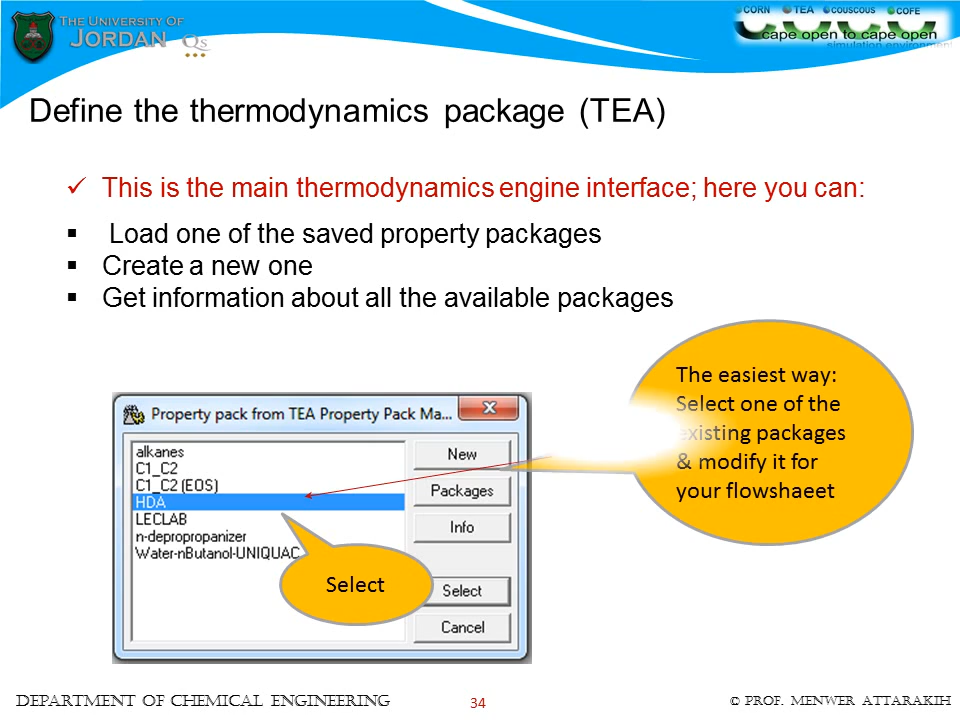 THE UNIVERSITY OF
JORDAN
QS
CORN TEA COUSCOUS COFE
cape open to cape open
simulation environment
Define the thermodynamics package (TEA)
✓ This is the main thermodynamics engine interface; here you can:
▪ Load one of the saved property packages
▪ Create a new one
▪ Get information about all the available packages
The easiest way:
Select one of the
existing packages
& modify it for
your flowshaeet
Property pack from TEA Property Pack Ma...
alkanes
C1_C2
C1_C2 (EOS)
HDA
LECLAB
n-depropropanizer
Water-nButanol-UNIQUAC
New
Packages
Info
Select
Cancel
Select
DEPARTMENT OF CHEMICAL ENGINEERING
34
© PROF. MENWER ATTARAKIH